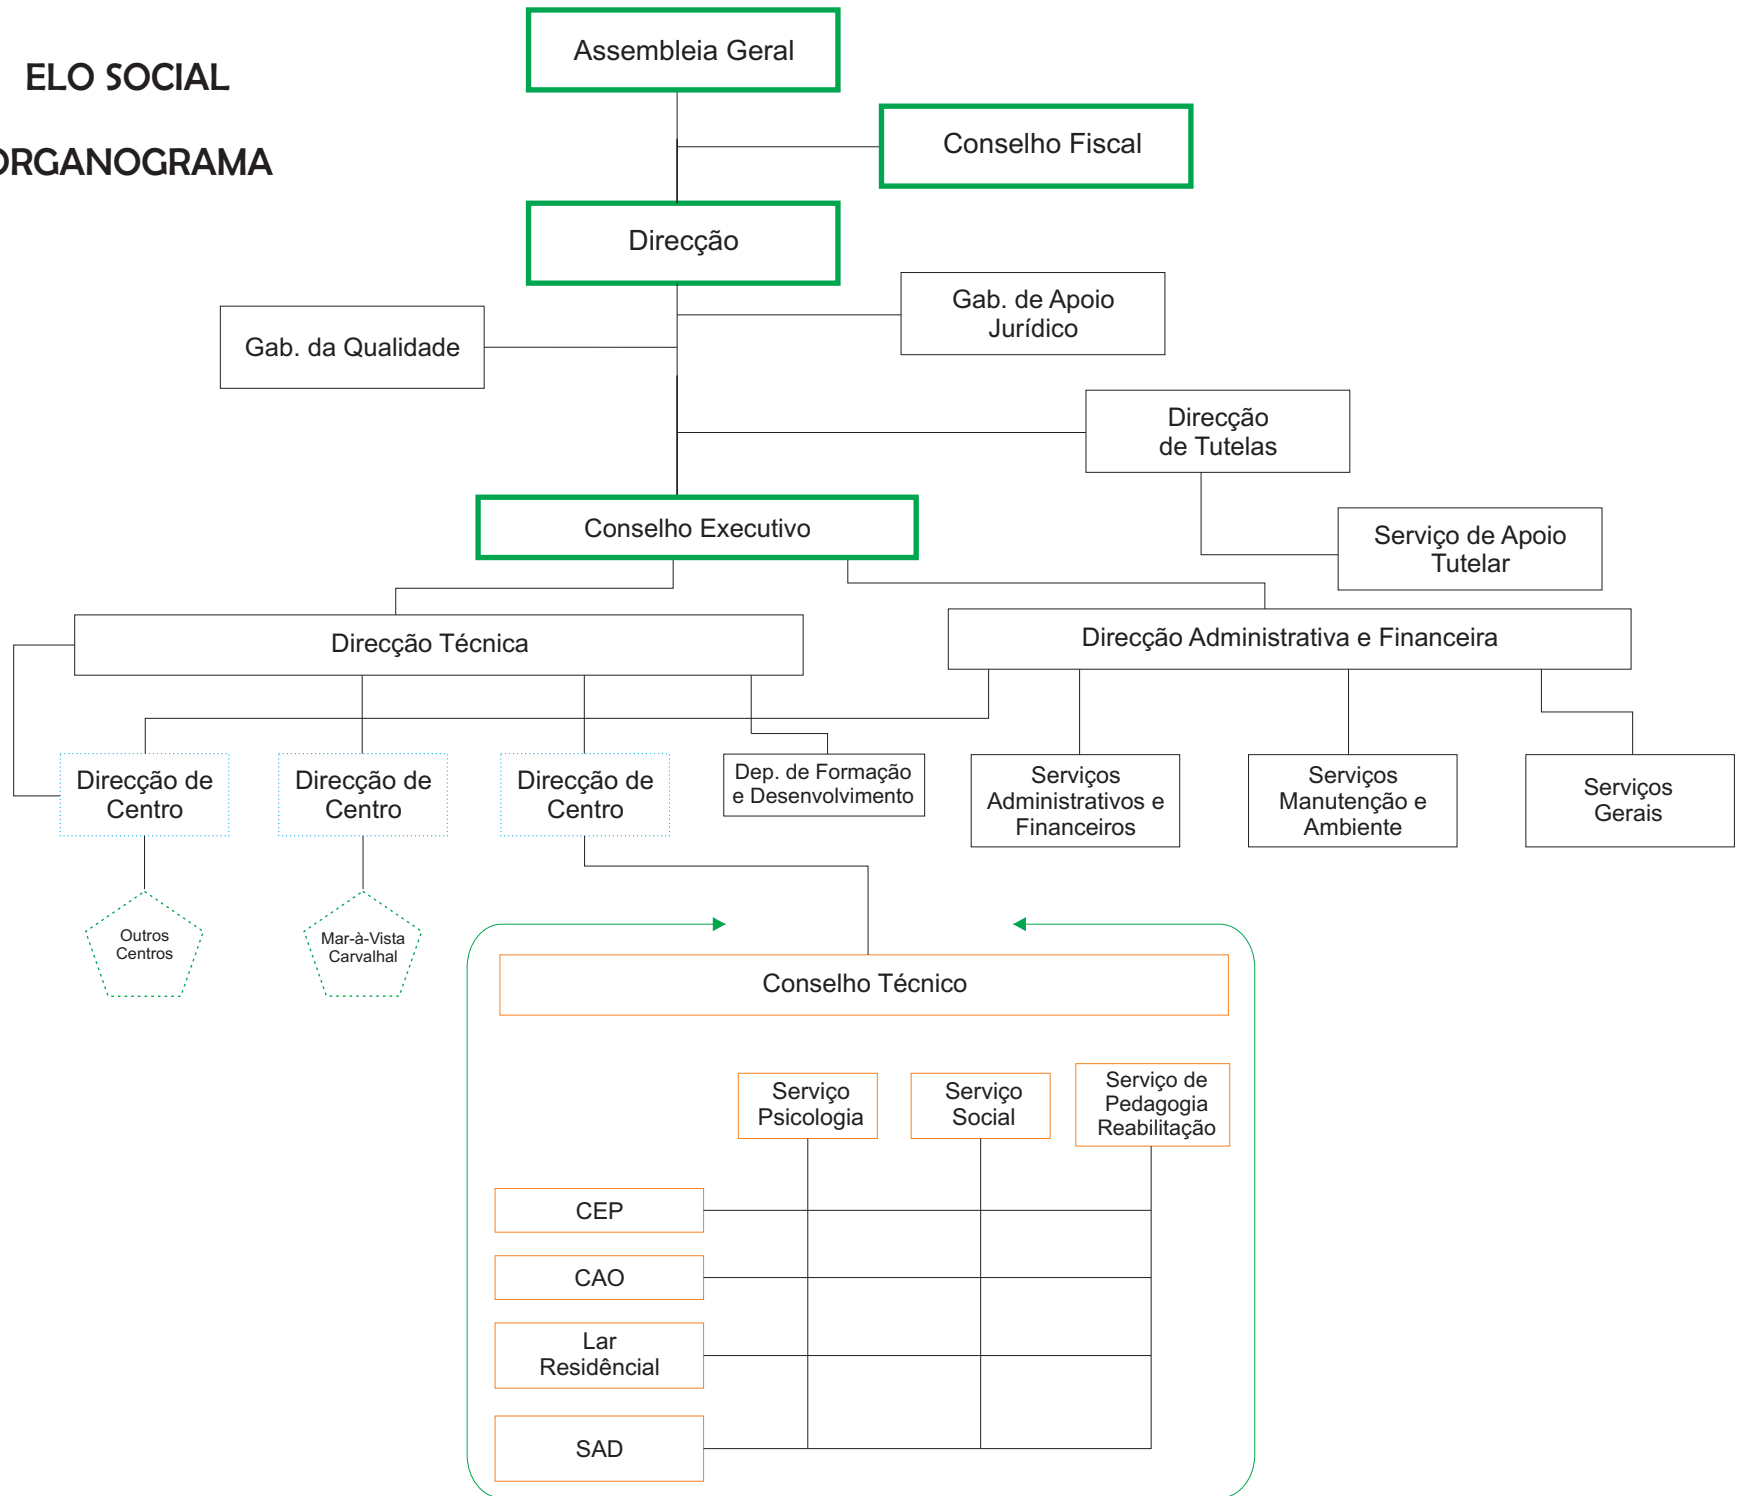 Assembleia Geral
ELO SOCIAL
Conselho Fiscal
ORGANOGRAMA
Direcção
Gab. de Apoio
Jurídico
Gab. da Qualidade
Direcção
de Tutelas
Conselho Executivo
Serviço de Apoio
Tutelar
Direcção Técnica
Direcção Administrativa e Financeira
Direcção de
Centro
Direcção de
Centro
Direcção de
Centro
Dep. de Formação
e Desenvolvimento
Serviços
Administrativos e
Financeiros
Serviços
Manutenção e
Ambiente
Serviços
Gerais
Outros
Centros
Mar-à-Vista
Carvalhal
Conselho Técnico
Serviço
Psicologia
Serviço
Social
Serviço de
Pedagogia
Reabilitação
CEP
CAO
Lar
Residêncial
SAD